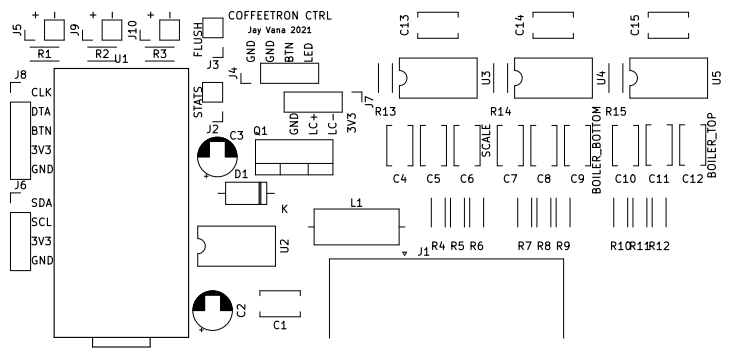 COFFEETRON CTRL
Jay Vana 2021
J5
+ -
J9
+ -
J10
+ -
R1
R2
R3
U1
FLUSH
J3
STATS
J2
J4
GND
GND
BTN
LED
J7
GND
LC+
LC-
3V3
C13
C14
C15
U3
U4
U5
R13
R14
R15
J8
CLK
DTA
BTN
3V3
GND
J6
SDA
SCL
3V3
GND
C3
+
Q1
D1
K
U2
L1
C2
+
C1
J1
SCALE
BOILER_BOTTOM
BOILER_TOP
C4
C5
C6
C7
C8
C9
C10
C11
C12
R4
R5
R6
R7
R8
R9
R10
R11
R12